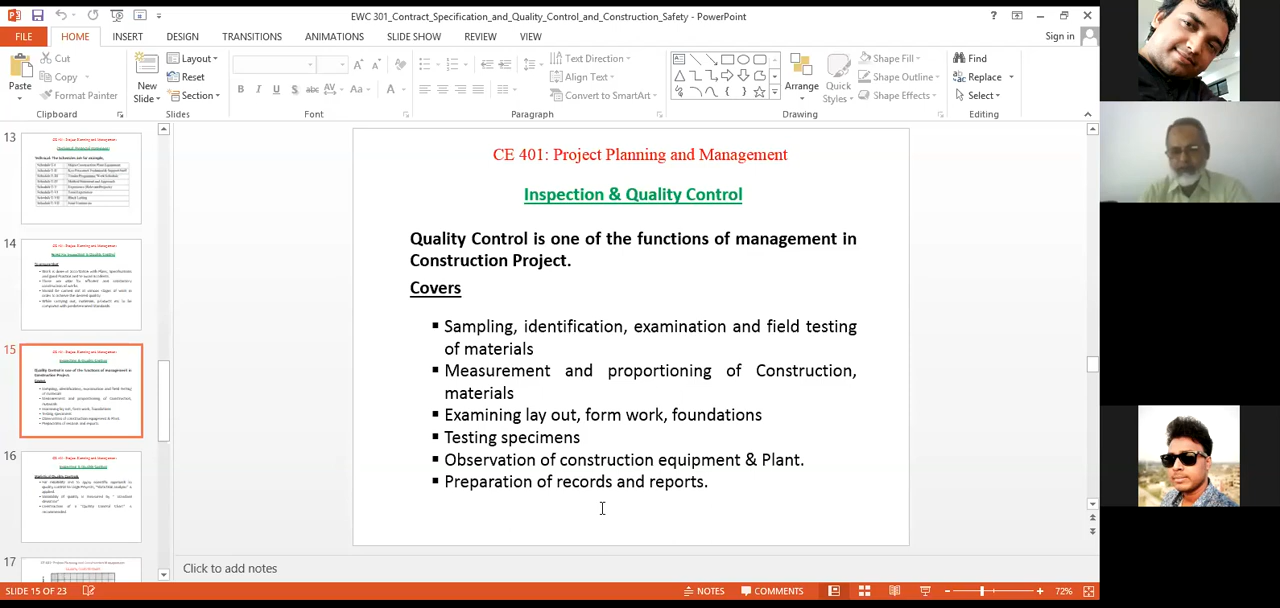 EWC 301_Contract_Specification_and_Quality_Control_and_Construction_Safety - PowerPoint
FILE HOME INSERT DESIGN TRANSITIONS ANIMATIONS SLIDE SHOW REVIEW VIEW Sign in
Cut
Copy
Format Painter
Paste
Clipboard
New
Slide
Layout
Reset
Section
Slides
Font
Text Direction
Align Text
Convert to SmartArt
Paragraph
Arrange
Quick
Styles
Shape Fill
Shape Outline
Shape Effects
Drawing
Find
Replace
Select
Editing
13
14
15
16
17
CE 401: Project Planning and Management
Inspection & Quality Control
Quality Control is one of the functions of management in
Construction Project.
Covers
▪ Sampling, identification, examination and field testing
of materials
▪ Measurement and proportioning of Construction,
materials
▪ Examining lay out, form work, foundations
▪ Testing specimens
▪ Observation of construction equipment & Plant.
▪ Preparation of records and reports.
Click to add notes
SLIDE 15 OF 23 NOTES COMMENTS 72%